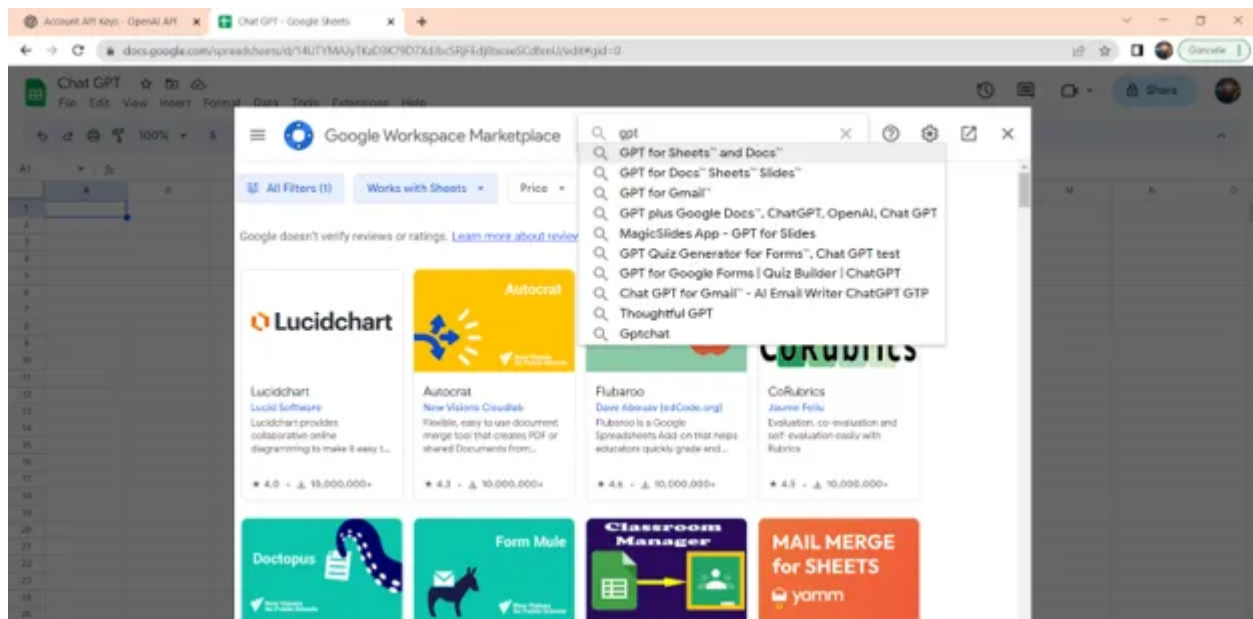 Account API Keys - OpenAI API
Chat GPT - Google Sheets
Chat GPT
File Edit View Insert Format Data Tools Extensions Help
Share
100%
$
A1
fx
Google Workspace Marketplace
gpt
GPT for Sheets™ and Docs™
GPT for Docs™ Sheets™ Slides™
GPT for Gmail™
GPT plus Google Docs™, ChatGPT, OpenAI, Chat GPT
MagicSlides App - GPT for Slides
GPT Quiz Generator for Forms™, Chat GPT test
GPT for Google Forms | Quiz Builder | ChatGPT
Chat GPT for Gmail™ - AI Email Writer ChatGPT GTP
Thoughtful GPT
Gptchat
All Filters (1)
Works with Sheets
Price
Google doesn't verify reviews or ratings. Learn more about review
Lucidchart
Autocrat
CoRubrics
Lucidchart
Lucid Software
Lucidchart provides
collaborative online
diagramming to make it easy t...
★ 4.0 • 10,000,000+
Autocrat
New Visions Cloudlab
Flexible, easy to use document
merge tool that creates PDF or
shared Documents from...
★ 4.3 • 10,000,000+
Flubaroo
Dave Abouav (edCode.org)
Flubaroo is a Google
Spreadsheets Add-on that helps
educators quickly grade and...
★ 4.6 • 10,000,000+
CoRubrics
Jaume Feliu
Evaluation, co-evaluation and
self-evaluation easily with
Rubrics
★ 4.5 • 10,000,000+
Doctopus
Form Mule
Classroom
Manager
MAIL MERGE
for SHEETS
yamm